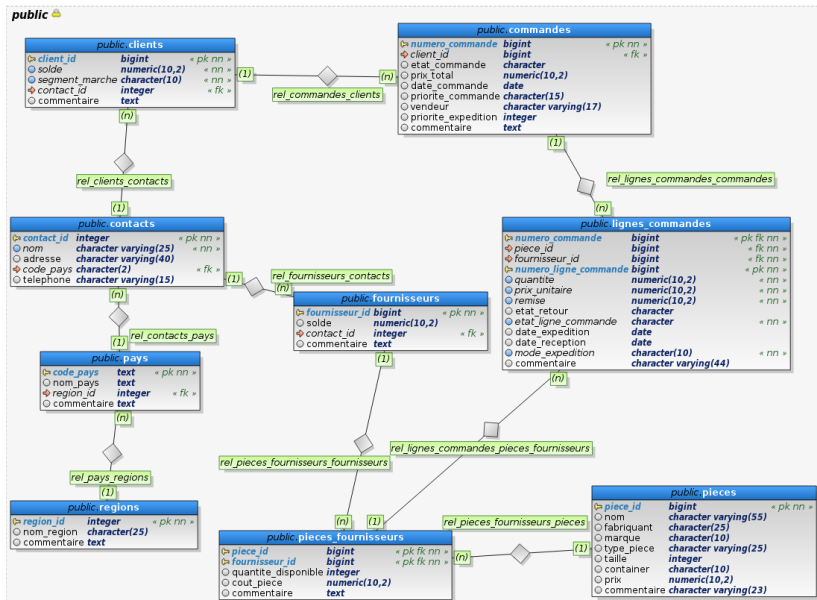 public
public.clients
client_id bigint « pk nn »
solde numeric(10,2) « nn »
segment_marche character(10) « nn »
contact_id integer « fk »
commentaire text
(1)
(n)
rel_commandes_clients
public.commandes
numero_commande bigint « pk nn »
client_id bigint « fk »
etat_commande character
prix_total numeric(10,2)
date_commande date
priorite_commande character(15)
vendeur character varying(17)
priorite_expedition integer
commentaire text
(n)
rel_clients_contacts
(1)
(1)
rel_lignes_commandes_commandes
(n)
public.contacts
contact_id integer « pk nn »
nom character varying(25) « nn »
adresse character varying(40)
code_pays character(2) « fk »
telephone character varying(15)
(1)
rel_fournisseurs_contacts
(n)
public.lignes_commandes
numero_commande bigint « pk fk nn »
piece_id bigint « fk nn »
fournisseur_id bigint « fk nn »
numero_ligne_commande bigint « pk nn »
quantite numeric(10,2) « nn »
prix_unitaire numeric(10,2) « nn »
remise numeric(10,2) « nn »
etat_retour character
etat_ligne_commande character « nn »
date_expedition date
date_reception date
mode_expedition character(10) « nn »
commentaire character varying(44)
public.fournisseurs
fournisseur_id bigint « pk nn »
solde numeric(10,2)
contact_id integer « fk »
commentaire text
(n)
rel_contacts_pays
(1)
public.pays
code_pays text « pk nn »
nom_pays text
region_id integer « fk »
commentaire text
(n)
rel_pays_regions
(1)
public.regions
region_id integer « pk nn »
nom_region character(25)
commentaire text
(1)
rel_pieces_fournisseurs_fournisseurs
(n)
(n)
rel_lignes_commandes_pieces_fournisseurs
(1)
public.pieces_fournisseurs
piece_id bigint « pk fk nn »
fournisseur_id bigint « pk fk nn »
quantite_disponible integer
cout_piece numeric(10,2)
commentaire text
rel_pieces_fournisseurs_pieces
(n)
(1)
public.pieces
piece_id bigint « pk nn »
nom character varying(55)
fabriquant character(25)
marque character(10)
type_piece character varying(25)
taille integer
container character(10)
prix numeric(10,2)
commentaire character varying(23)